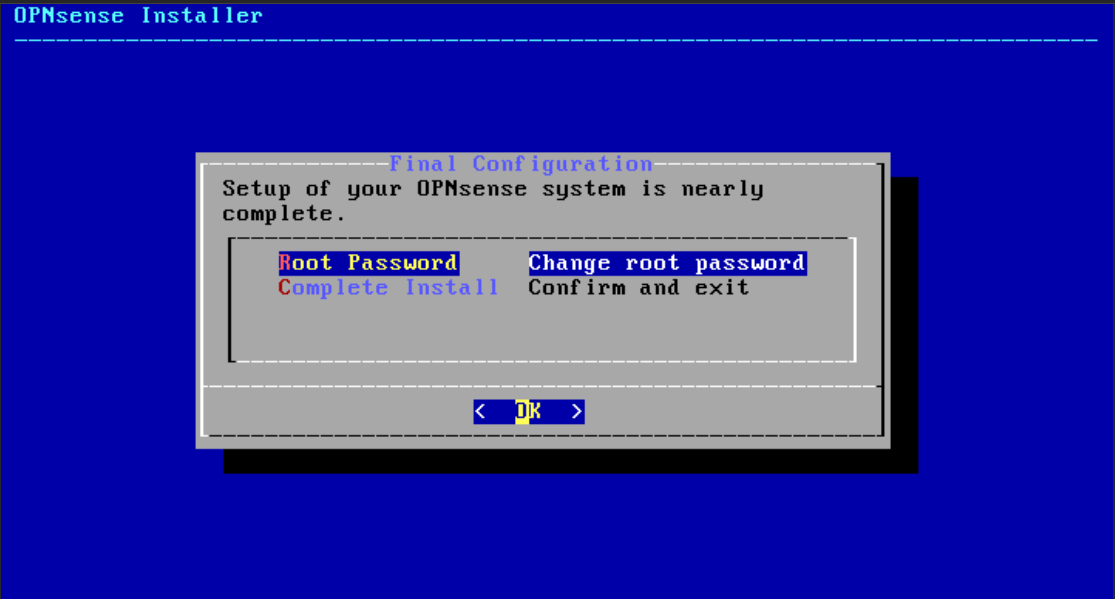 OPNsense Installer
Final Configuration
Setup of your OPNsense system is nearly
complete.
Root Password Change root password
Complete Install Confirm and exit
< OK >